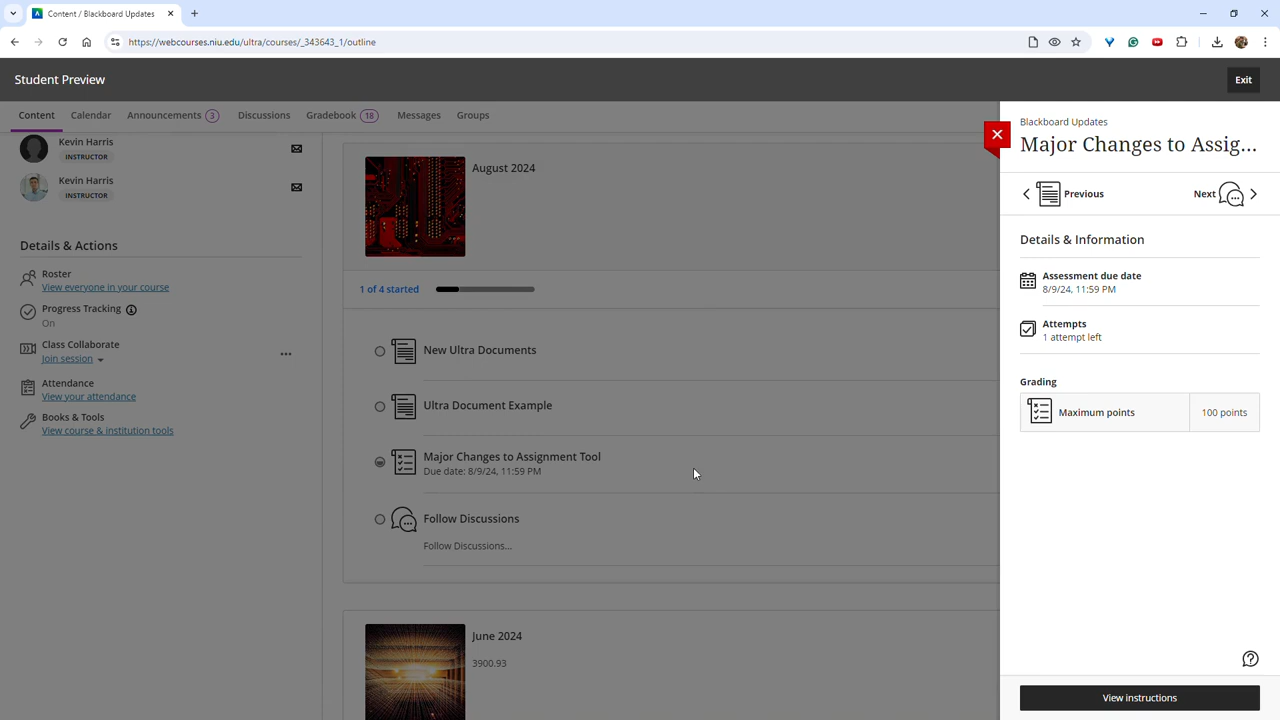 Content / Blackboard Updates
https://webcourses.niu.edu/ultra/courses/_343643_1/outline
Student Preview
Exit
Content
Calendar
Announcements 3
Discussions
Gradebook 18
Messages
Groups
Kevin Harris
INSTRUCTOR
Kevin Harris
INSTRUCTOR
Details & Actions
Roster
View everyone in your course
Progress Tracking
On
Class Collaborate
Join session
Attendance
View your attendance
Books & Tools
View course & institution tools
August 2024
1 of 4 started
New Ultra Documents
Ultra Document Example
Major Changes to Assignment Tool
Due date: 8/9/24, 11:59 PM
Follow Discussions
Follow Discussions...
June 2024
3900.93
Blackboard Updates
Major Changes to Assig...
Previous
Next
Details & Information
Assessment due date
8/9/24, 11:59 PM
Attempts
1 attempt left
Grading
Maximum points
100 points
View instructions